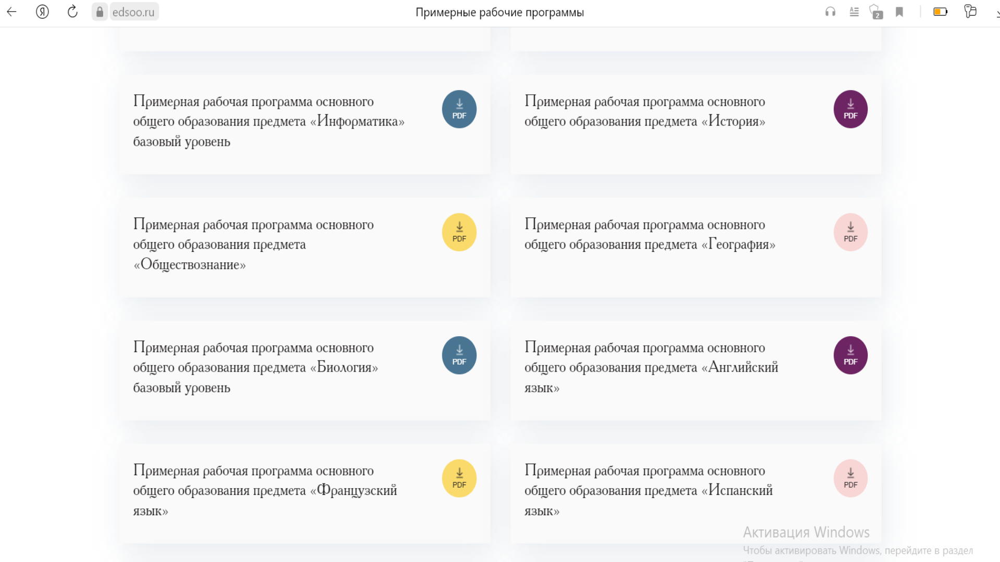 edsoo.ru
Примерные рабочие программы
2
Примерная рабочая программа основного
общего образования предмета «Информатика»
базовый уровень
PDF
Примерная рабочая программа основного
общего образования предмета «История»
PDF
Примерная рабочая программа основного
общего образования предмета
«Обществознание»
PDF
Примерная рабочая программа основного
общего образования предмета «География»
PDF
Примерная рабочая программа основного
общего образования предмета «Биология»
базовый уровень
PDF
Примерная рабочая программа основного
общего образования предмета «Английский
язык»
PDF
Примерная рабочая программа основного
общего образования предмета «Французский
язык»
PDF
Примерная рабочая программа основного
общего образования предмета «Испанский
язык»
PDF
Активация Windows
Чтобы активировать Windows, перейдите в раздел